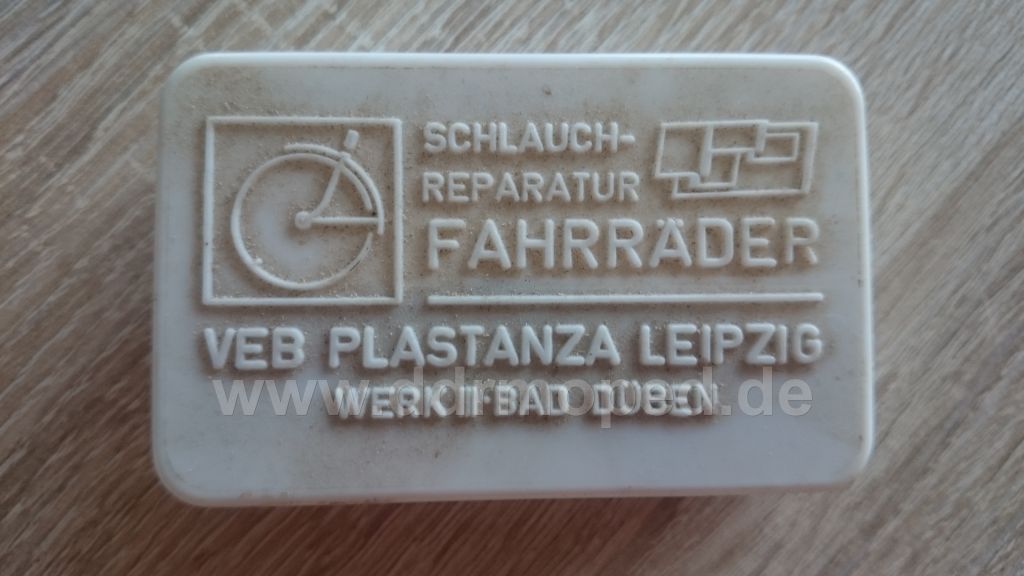 SCHLAUCH-
REPARATUR
FAHRRÄDER
VEB PLASTANZA LEIPZIG
WERK II BAD DÜBEN
www.ddrmoped.de